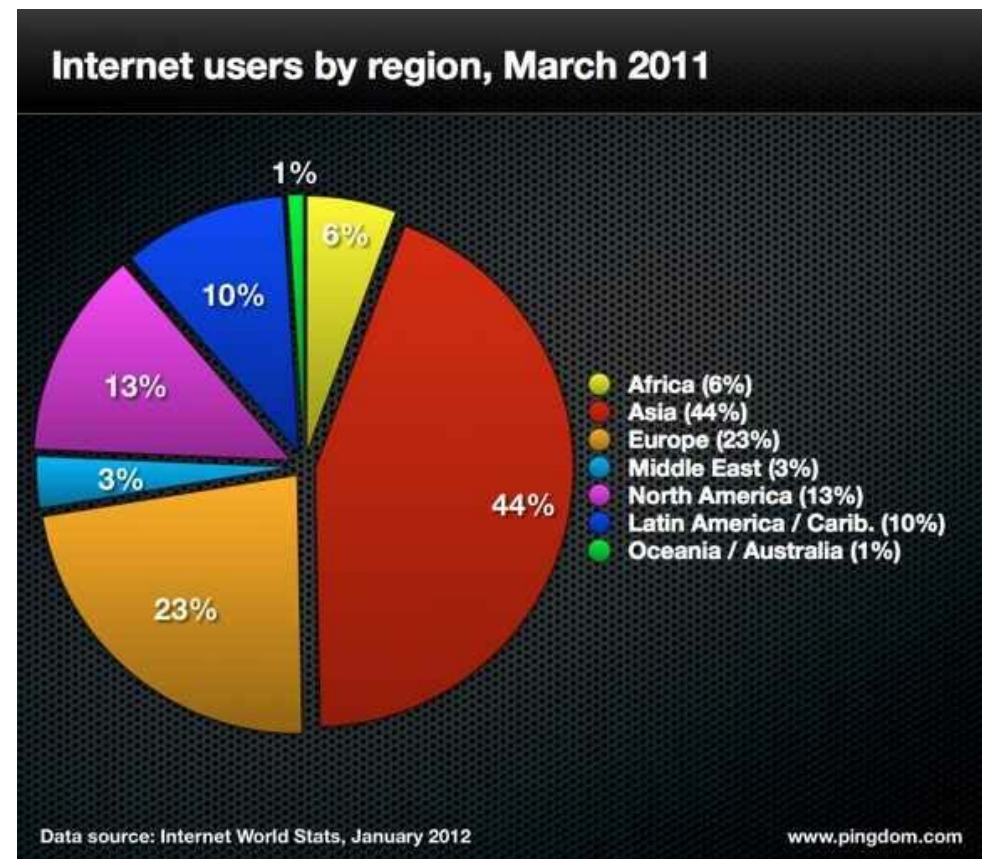 Internet users by region, March 2011
1%
6%
10%
13%
3%
44%
23%
Africa (6%)
Asia (44%)
Europe (23%)
Middle East (3%)
North America (13%)
Latin America / Carib. (10%)
Oceania / Australia (1%)
Data source: Internet World Stats, January 2012
www.pingdom.com